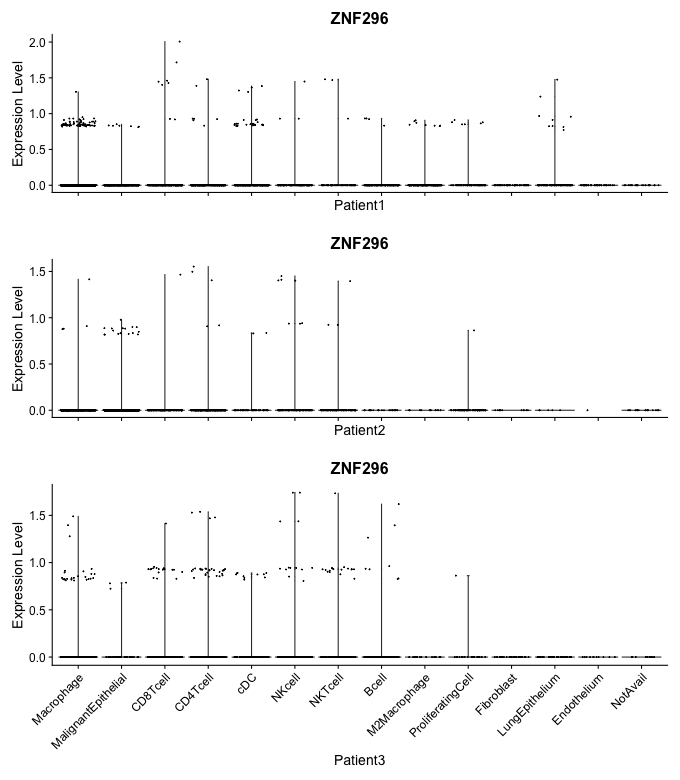 ZNF296
Expression Level
2.0
1.5
1.0
0.5
0.0
Patient1
ZNF296
Expression Level
1.5
1.0
0.5
0.0
Patient2
ZNF296
Expression Level
1.5
1.0
0.5
0.0
Macrophage
MalignantEpithelial
CD8Tcell
CD4Tcell
cDC
NKcell
NKTcell
Bcell
M2Macrophage
ProliferatingCell
Fibroblast
LungEpithelium
Endothelium
NotAvail
Patient3